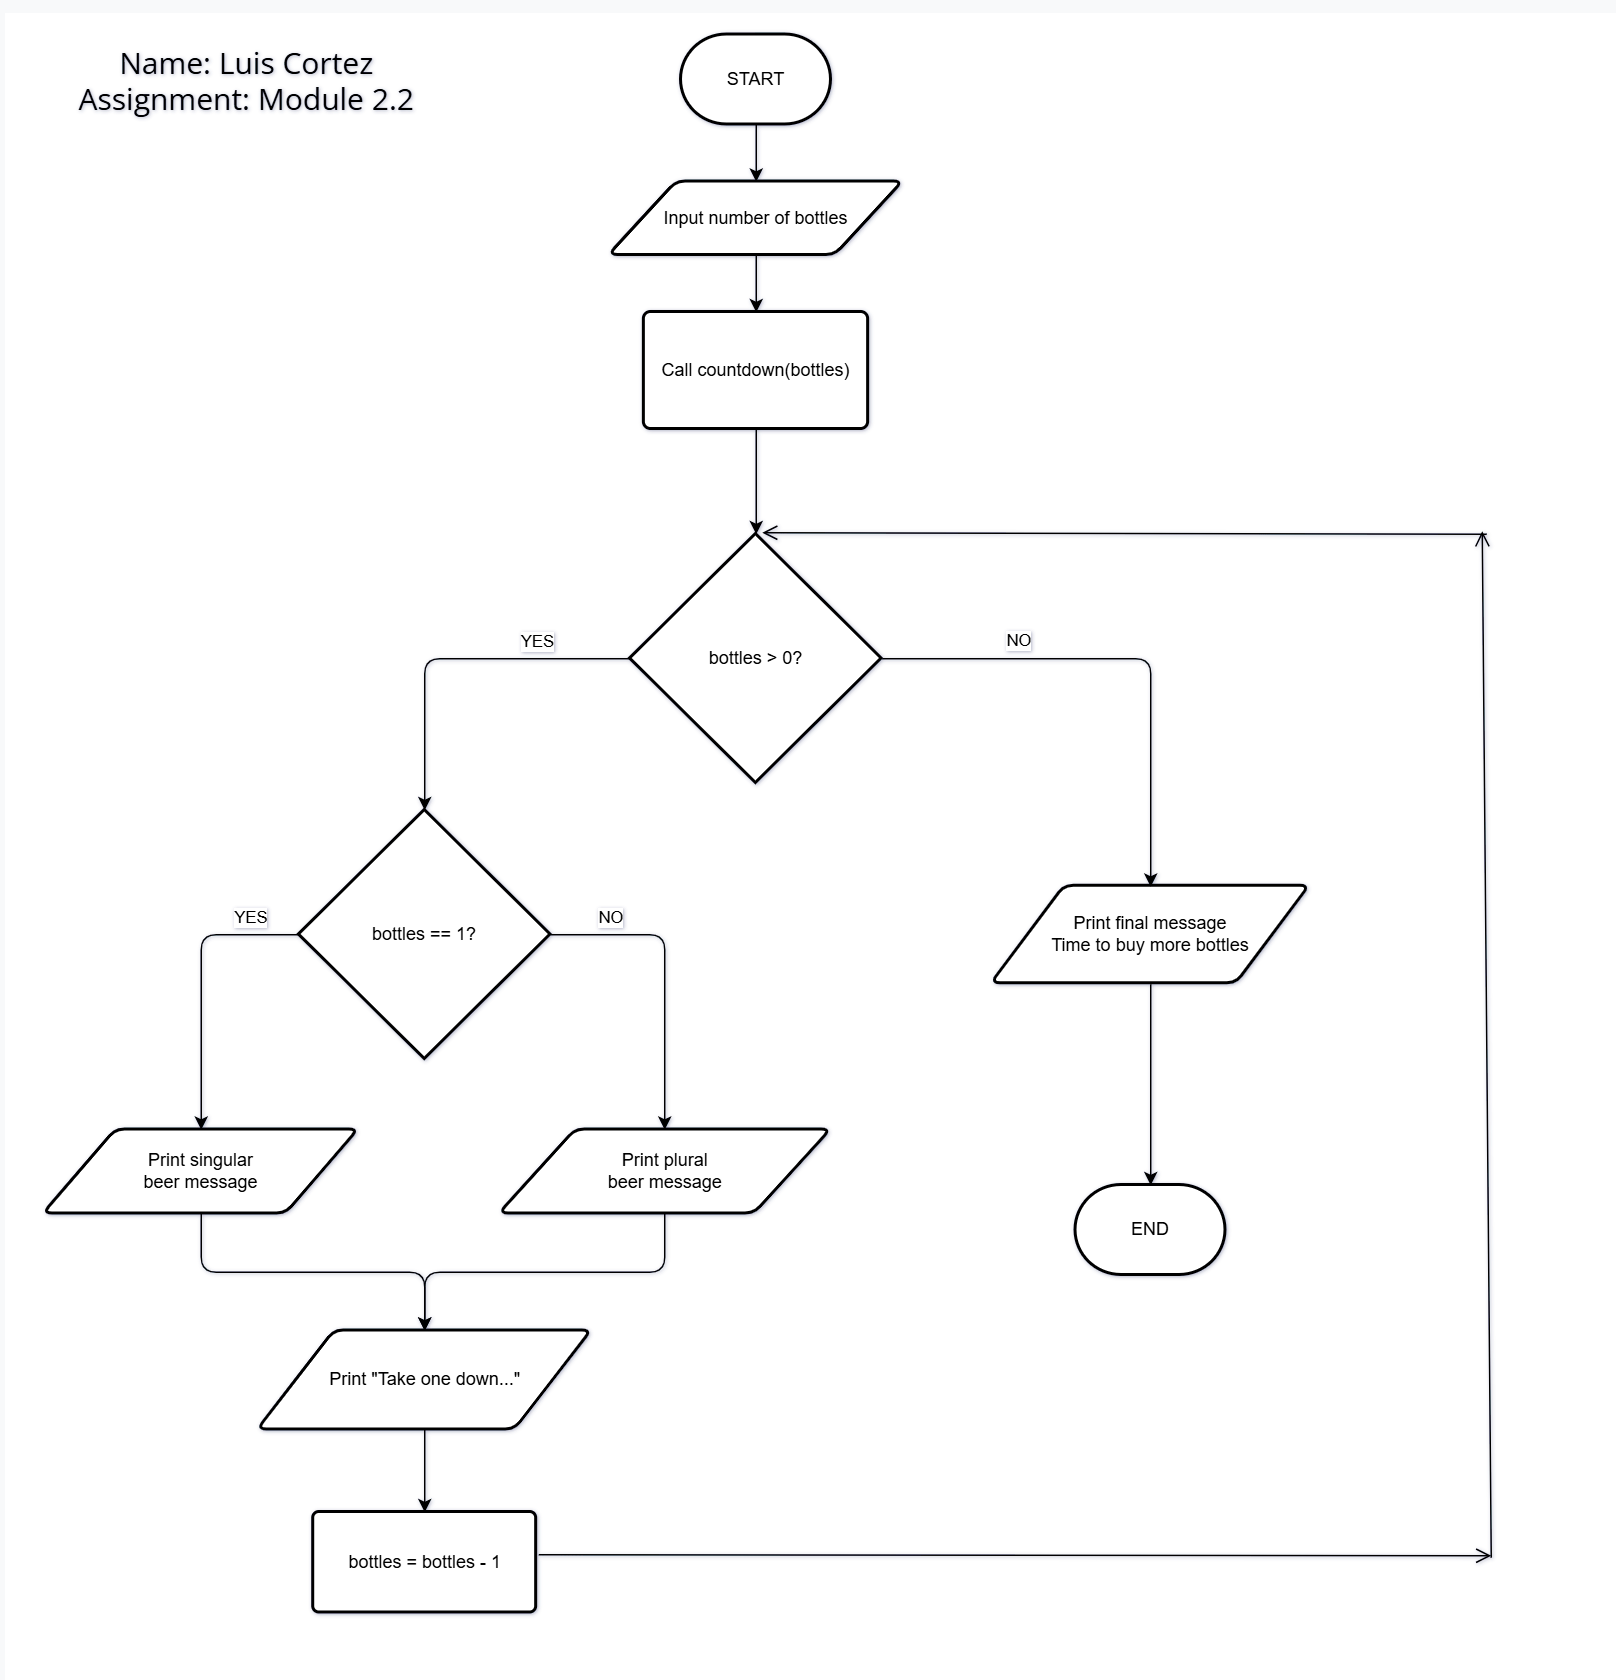 Name: Luis Cortez
Assignment: Module 2.2
START
Input number of bottles
Call countdown(bottles)
bottles > 0?
YES
NO
bottles == 1?
YES
NO
Print final message
Time to buy more bottles
Print singular
beer message
Print plural
beer message
END
Print "Take one down..."
bottles = bottles - 1